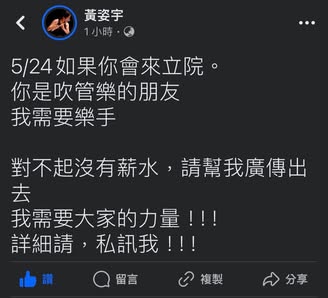 黃姿宇
1 小時·
5/24如果你會來立院。
你是吹管樂的朋友
我需要樂手
對不起沒有薪水，請幫我廣傳出
去
我需要大家的力量！！！
詳細請，私訊我！！！
讚 留言 複製 分享